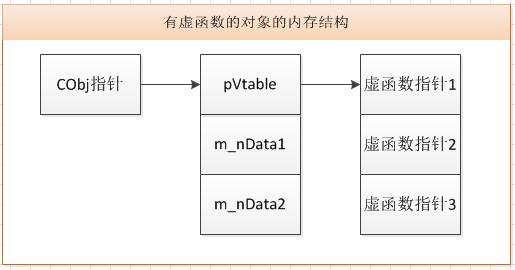 有虚函数的对象的内存结构
CObj指针
pVtable
虚函数指针1
m_nData1
虚函数指针2
m_nData2
虚函数指针3